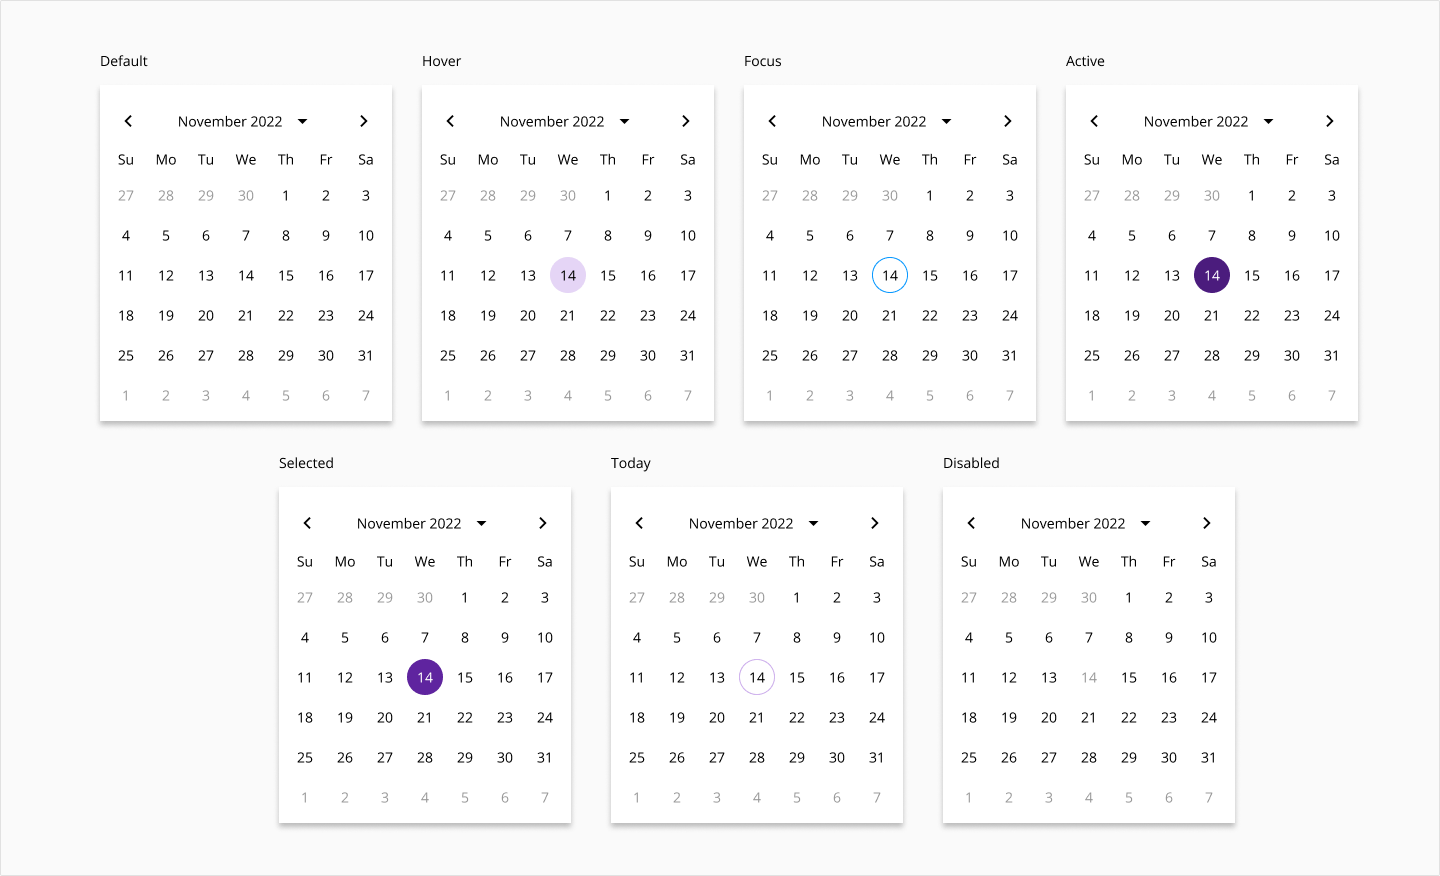 Default Hover Focus Active
November 2022 November 2022 November 2022 November 2022
Su Mo Tu We Th Fr Sa Su Mo Tu We Th Fr Sa Su Mo Tu We Th Fr Sa Su Mo Tu We Th Fr Sa
27 28 29 30 1 2 3 27 28 29 30 1 2 3 27 28 29 30 1 2 3 27 28 29 30 1 2 3
4 5 6 7 8 9 10 4 5 6 7 8 9 10 4 5 6 7 8 9 10 4 5 6 7 8 9 10
11 12 13 14 15 16 17 11 12 13 14 15 16 17 11 12 13 14 15 16 17 11 12 13 14 15 16 17
18 19 20 21 22 23 24 18 19 20 21 22 23 24 18 19 20 21 22 23 24 18 19 20 21 22 23 24
25 26 27 28 29 30 31 25 26 27 28 29 30 31 25 26 27 28 29 30 31 25 26 27 28 29 30 31
1 2 3 4 5 6 7 1 2 3 4 5 6 7 1 2 3 4 5 6 7 1 2 3 4 5 6 7
Selected Today Disabled
November 2022 November 2022 November 2022
Su Mo Tu We Th Fr Sa Su Mo Tu We Th Fr Sa Su Mo Tu We Th Fr Sa
27 28 29 30 1 2 3 27 28 29 30 1 2 3 27 28 29 30 1 2 3
4 5 6 7 8 9 10 4 5 6 7 8 9 10 4 5 6 7 8 9 10
11 12 13 14 15 16 17 11 12 13 14 15 16 17 11 12 13 14 15 16 17
18 19 20 21 22 23 24 18 19 20 21 22 23 24 18 19 20 21 22 23 24
25 26 27 28 29 30 31 25 26 27 28 29 30 31 25 26 27 28 29 30 31
1 2 3 4 5 6 7 1 2 3 4 5 6 7 1 2 3 4 5 6 7